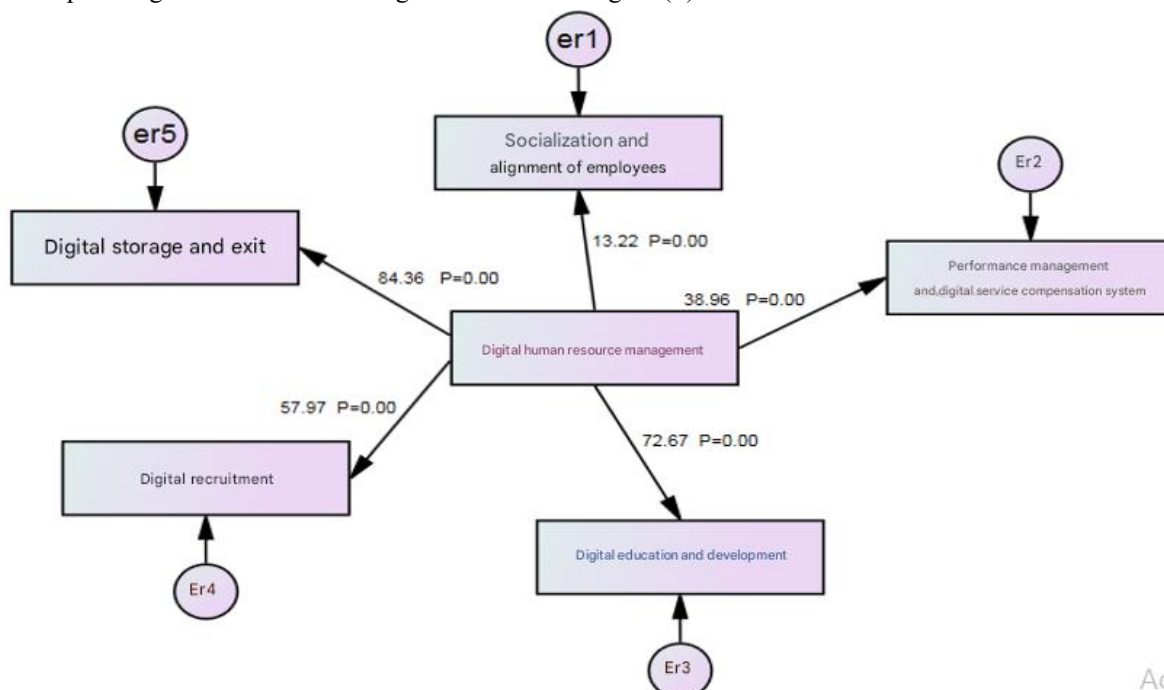 er1
er5
Socialization and
alignment of employees
Er2
Digital storage and exit
13.22 P=0.00
84.36 P=0.00
38.96 P=0.00
Performance management
and,digital.service compensation system
Digital human resource management
57.97 P=0.00
72.67 P=0.00
Digital recruitment
Digital education and development
Er4
Er3